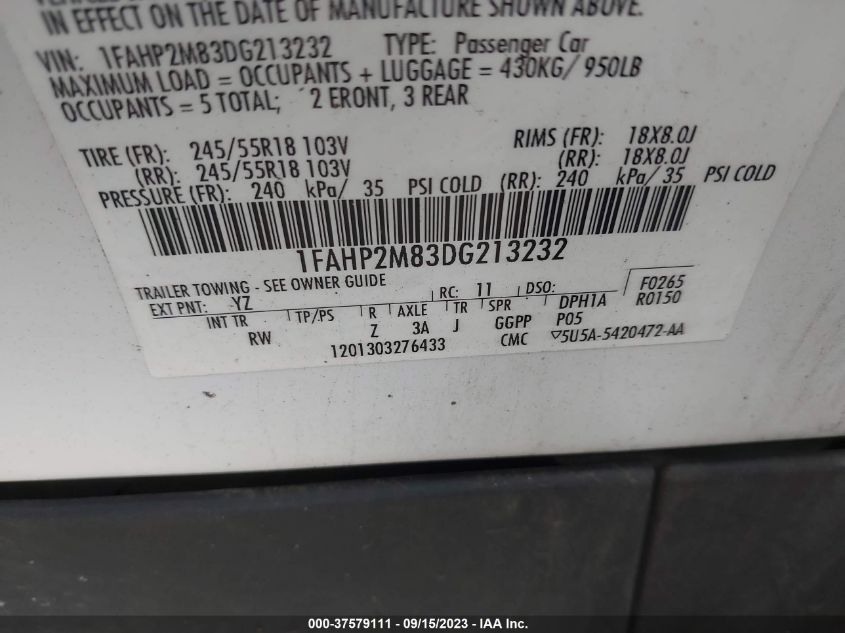 IN EFFECT ON THE DATE OF MANUFACTURE SHOWN ABOVE.
VIN: 1FAHP2M83DG213232 TYPE: Passenger Car
MAXIMUM LOAD = OCCUPANTS + LUGGAGE = 430KG/ 950LB
OCCUPANTS = 5 TOTAL; 2 FRONT, 3 REAR
TIRE (FR): 245/55R18 103V RIMS (FR): 18X8.0J
(RR): 245/55R18 103V (RR): 18X8.0J
PRESSURE (FR): 240 kPa/ 35 PSI COLD (RR): 240 kPa/ 35 PSI COLD
1FAHP2M83DG213232
TRAILER TOWING - SEE OWNER GUIDE
EXT PNT: YZ RC: 11 DSO: F0265
INT TR TP/PS R AXLE TR SPR DPH1A R0150
RW Z 3A J GGPP P05
1201303276433 CMC ▽5U5A-5420472-AA
000-37579111 - 09/15/2023 - IAA Inc.